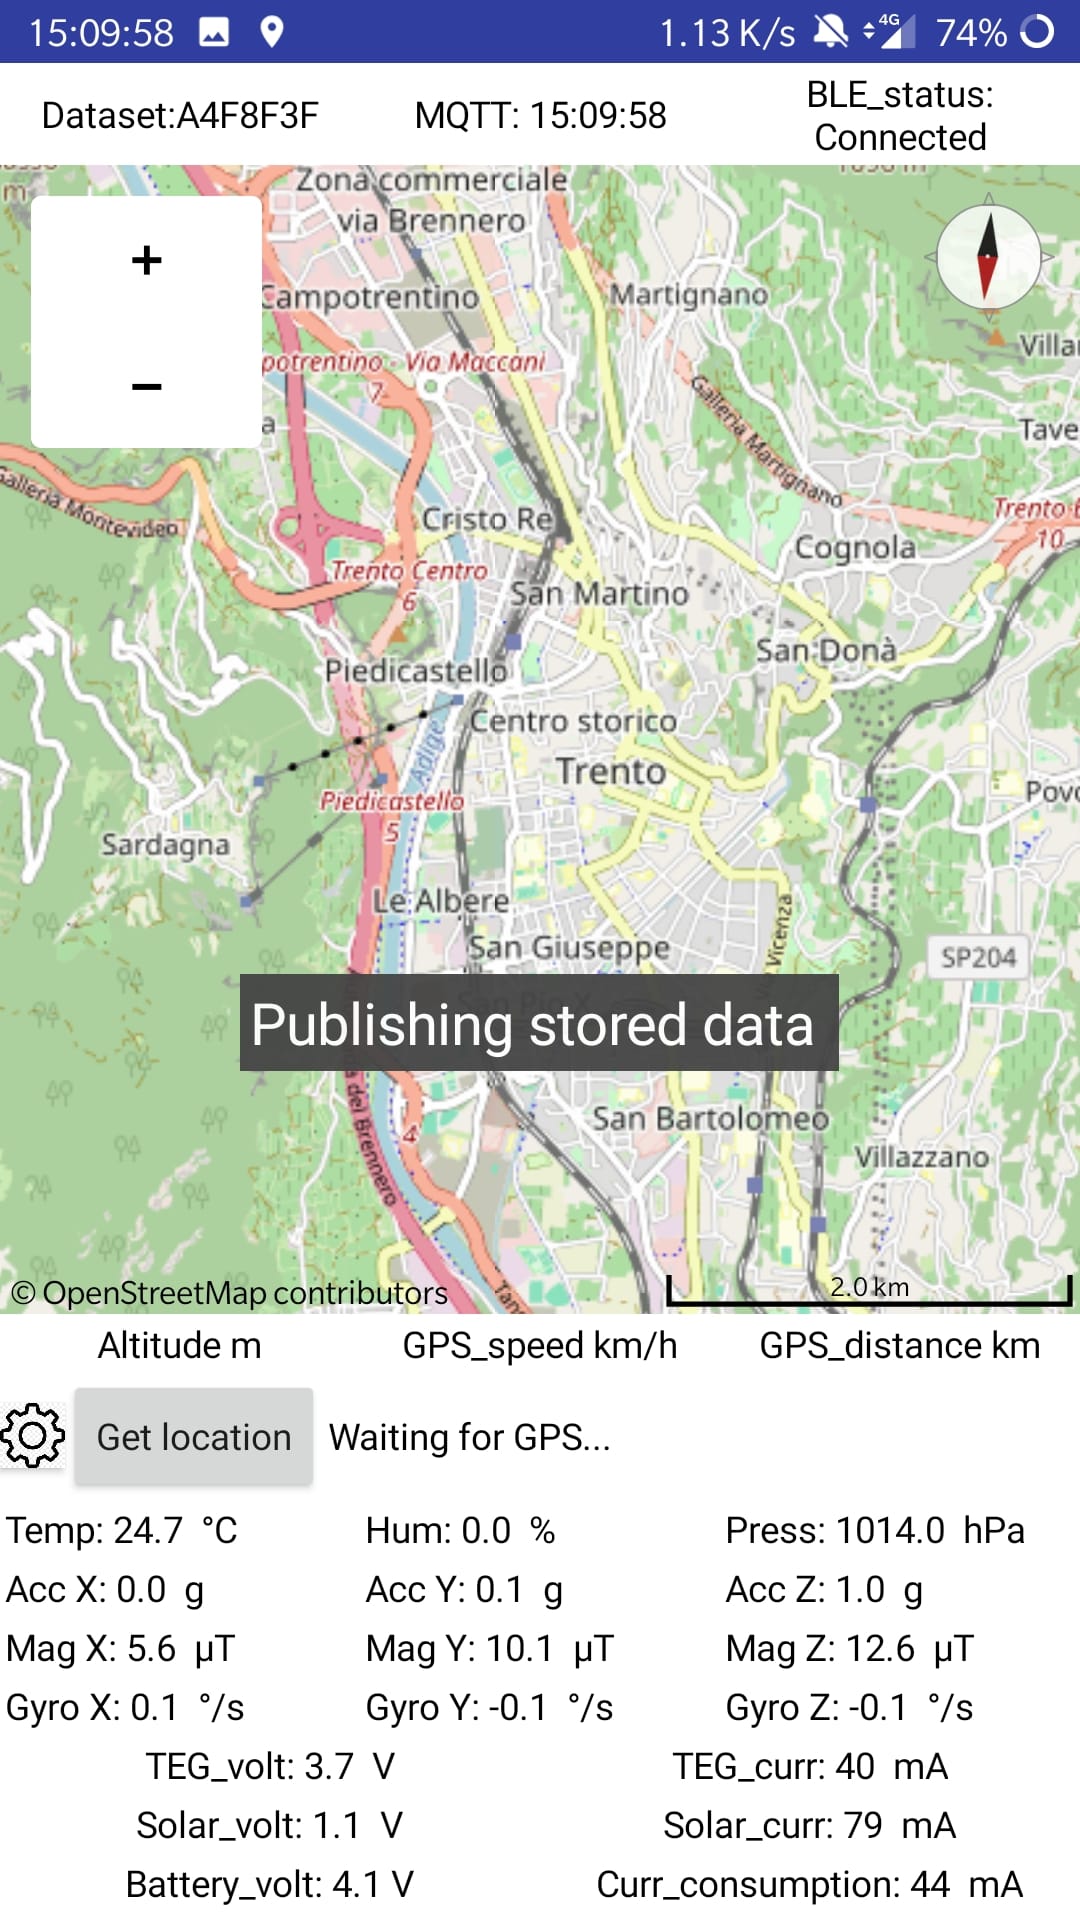 15:09:58 1.13 K/s 4G 74%
Dataset:A4F8F3F MQTT: 15:09:58 BLE_status:
Connected
m
Zona commerciale
via Brennero
+
Campotrentino
Martignano
Villa
potrentino - Via Maccani
7
−
a
Tave
Galleria Martignano
Galleria Montevideo
Cristo Re
Trento
10
Cognola
Trento Centro
6
San Martino
San Donà
Piedicastello
Centro storico
Adige
Trento
Piedicastello
5
Povo
Sardagna
Le Albere
San Giuseppe
Vicenza
SP204
Publishing stored data
del Brennero
4
San Bartolomeo
Villazzano
© OpenStreetMap contributors
2.0 km
Altitude m GPS_speed km/h GPS_distance km
Get location Waiting for GPS...
Temp: 24.7 °C Hum: 0.0 % Press: 1014.0 hPa
Acc X: 0.0 g Acc Y: 0.1 g Acc Z: 1.0 g
Mag X: 5.6 µT Mag Y: 10.1 µT Mag Z: 12.6 µT
Gyro X: 0.1 °/s Gyro Y: -0.1 °/s Gyro Z: -0.1 °/s
TEG_volt: 3.7 V TEG_curr: 40 mA
Solar_volt: 1.1 V Solar_curr: 79 mA
Battery_volt: 4.1 V Curr_consumption: 44 mA